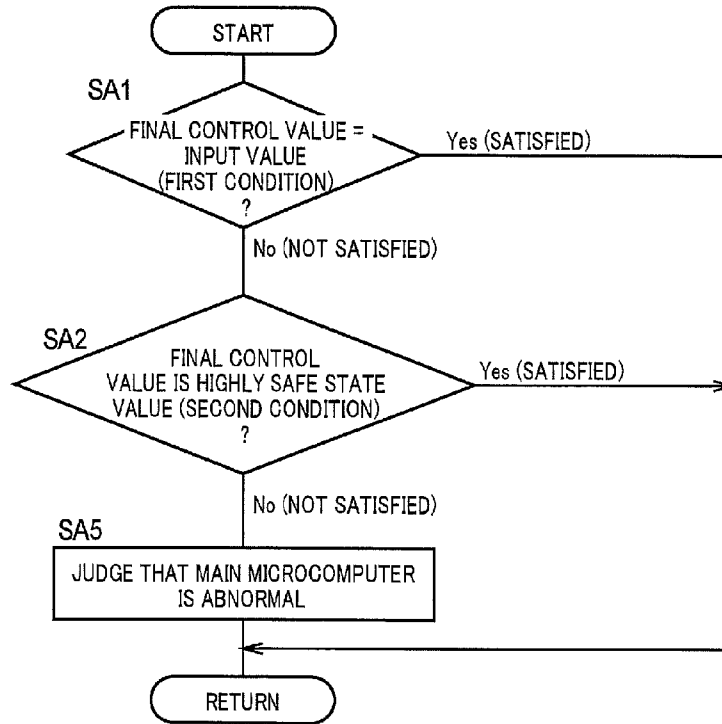 START
SA1
FINAL CONTROL VALUE =
INPUT VALUE
(FIRST CONDITION)
?
Yes (SATISFIED)
No (NOT SATISFIED)
SA2
FINAL CONTROL
VALUE IS HIGHLY SAFE STATE
VALUE (SECOND CONDITION)
?
Yes (SATISFIED)
No (NOT SATISFIED)
SA5
JUDGE THAT MAIN MICROCOMPUTER
IS ABNORMAL
RETURN